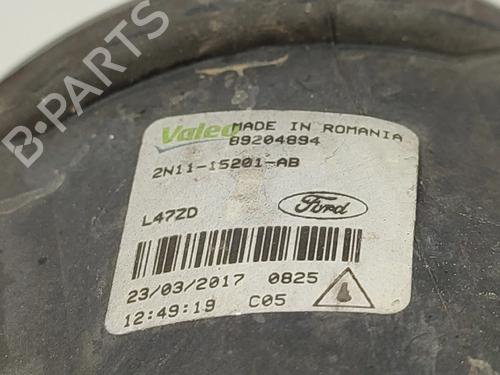 B-PARTS
Valeo MADE IN ROMANIA
89204894
2N11-15201-AB
L47ZD Ford
23/03/2017 0825
12:49:19 C05